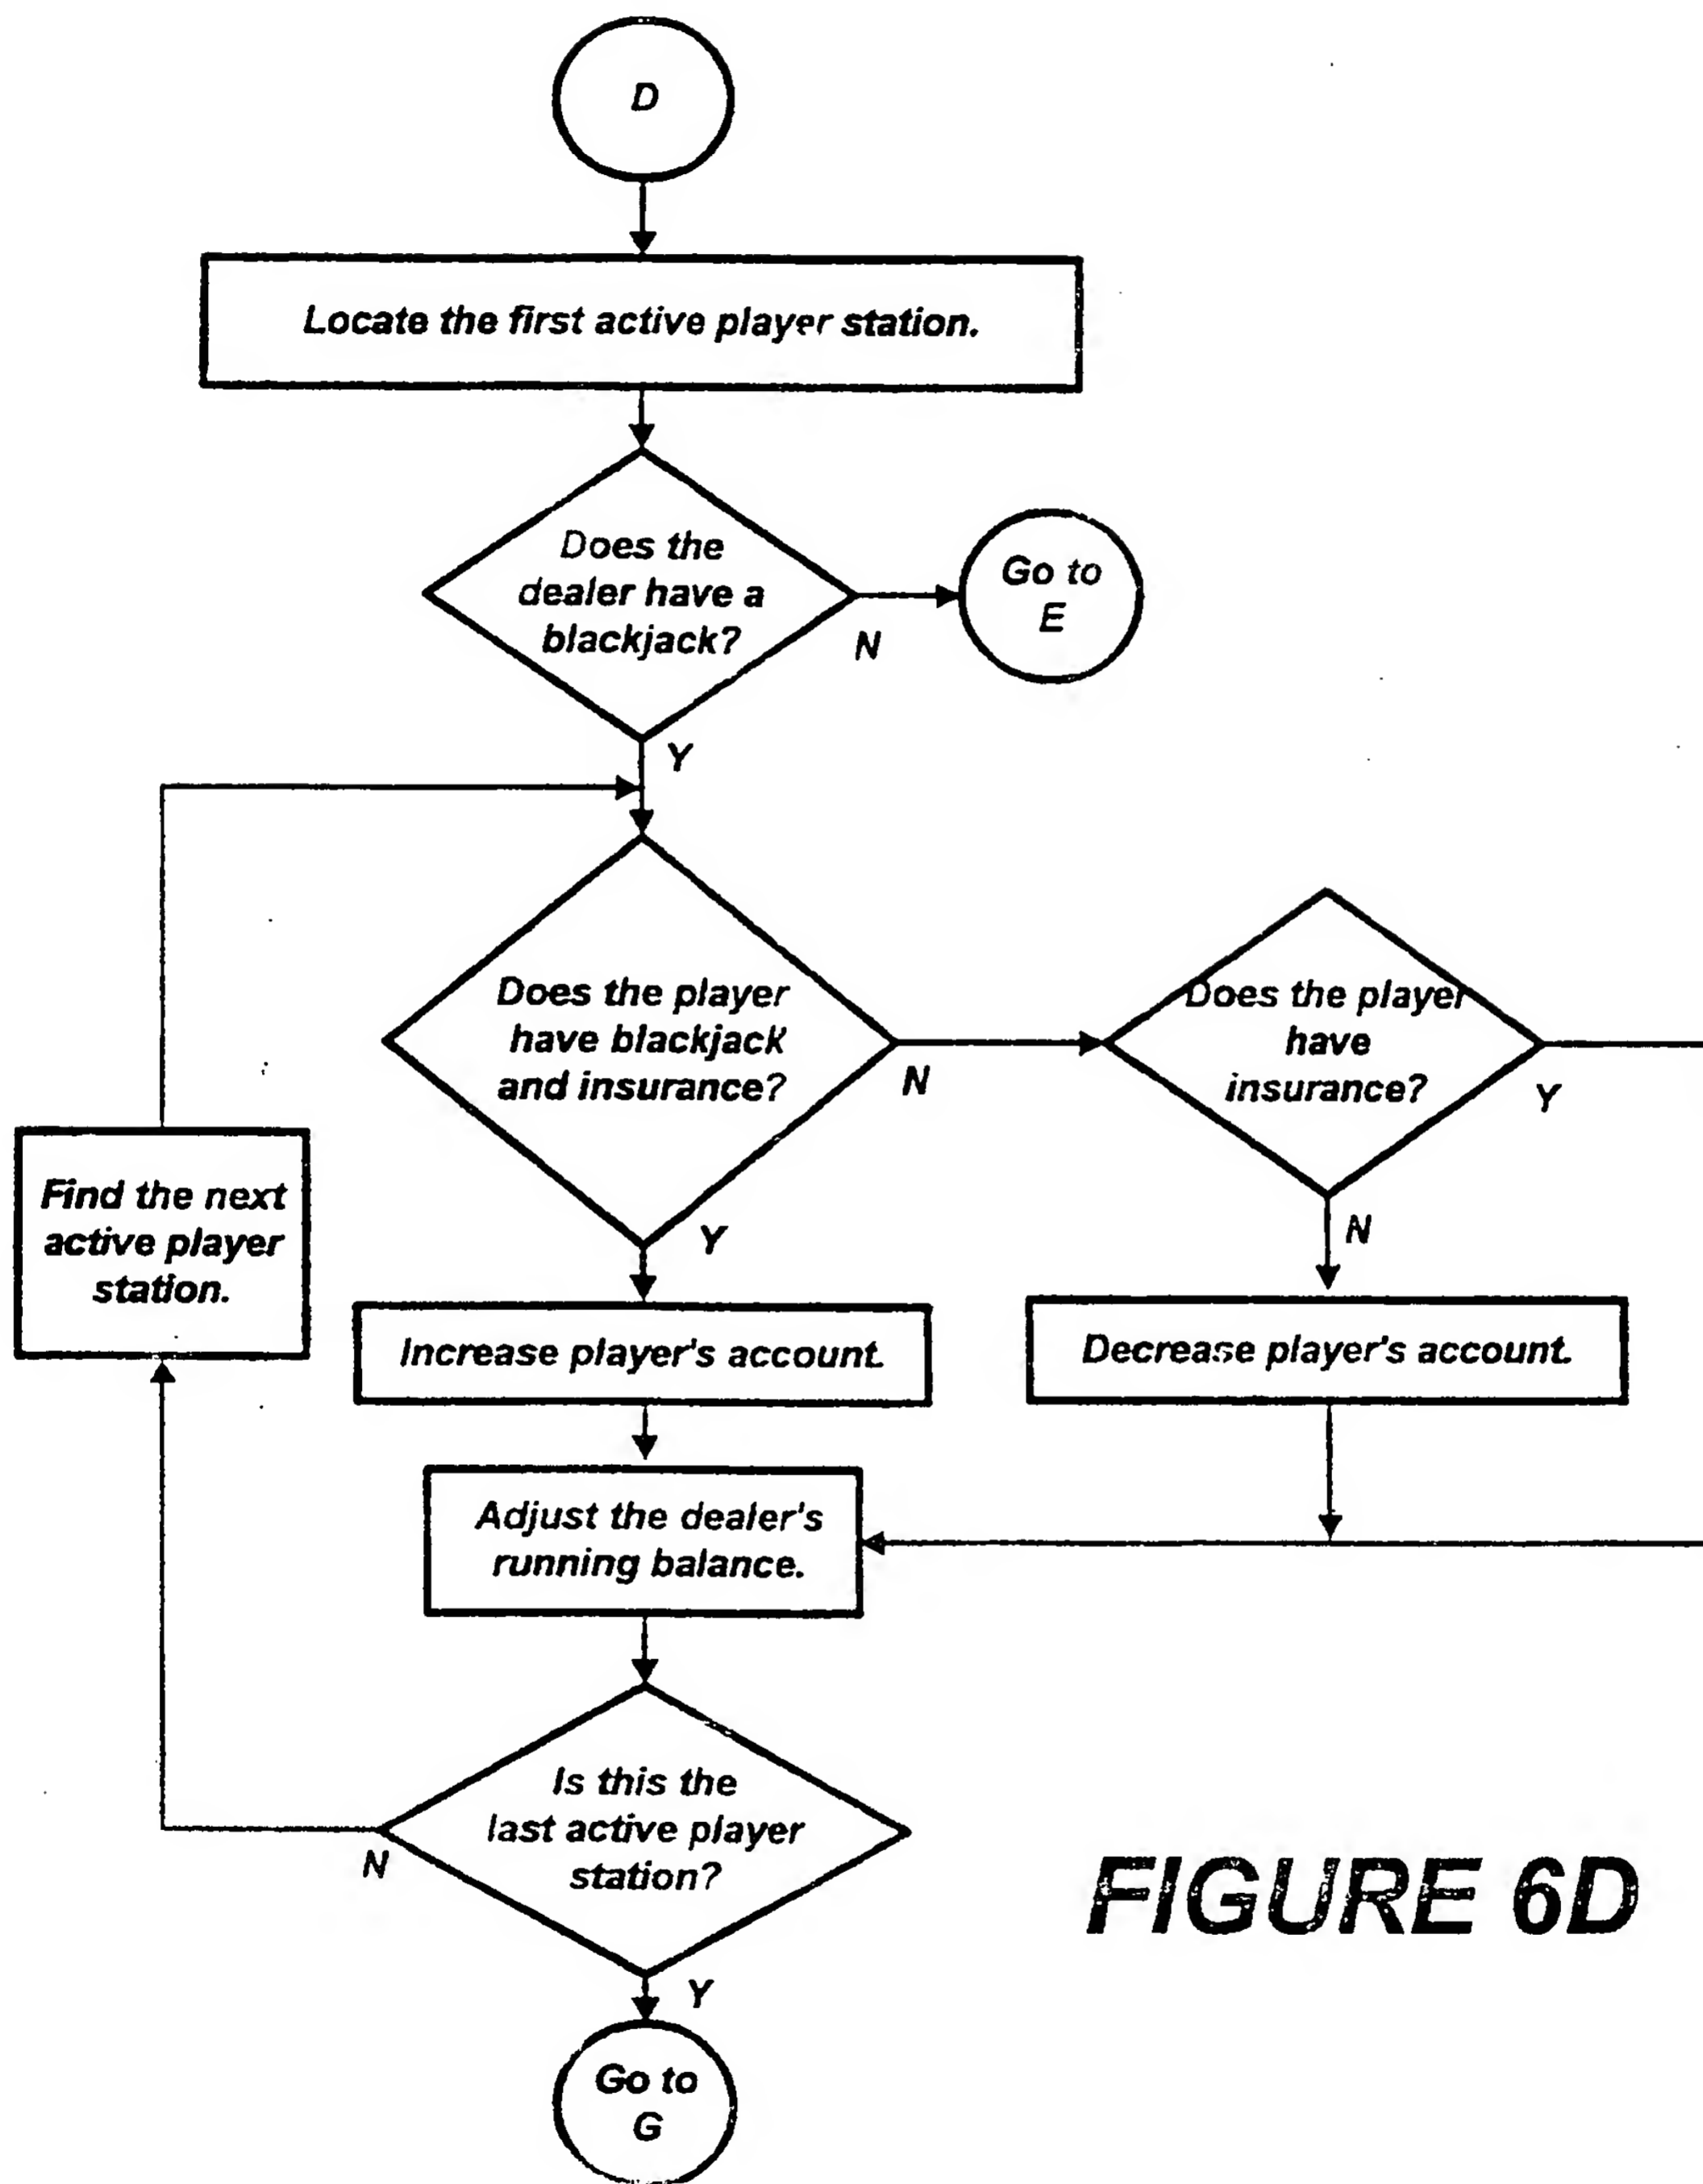 D
Locate the first active player station.
Does the
dealer have a
blackjack?
N
Go to
E
Y
Does the player
have blackjack
and insurance?
N
Does the player
have
insurance?
Y
Find the next
active player
station.
Y
N
Increase player's account.
Decrease player's account.
Adjust the dealer's
running balance.
Is this the
last active player
station?
N
Y
Go to
G
FIGURE 6D